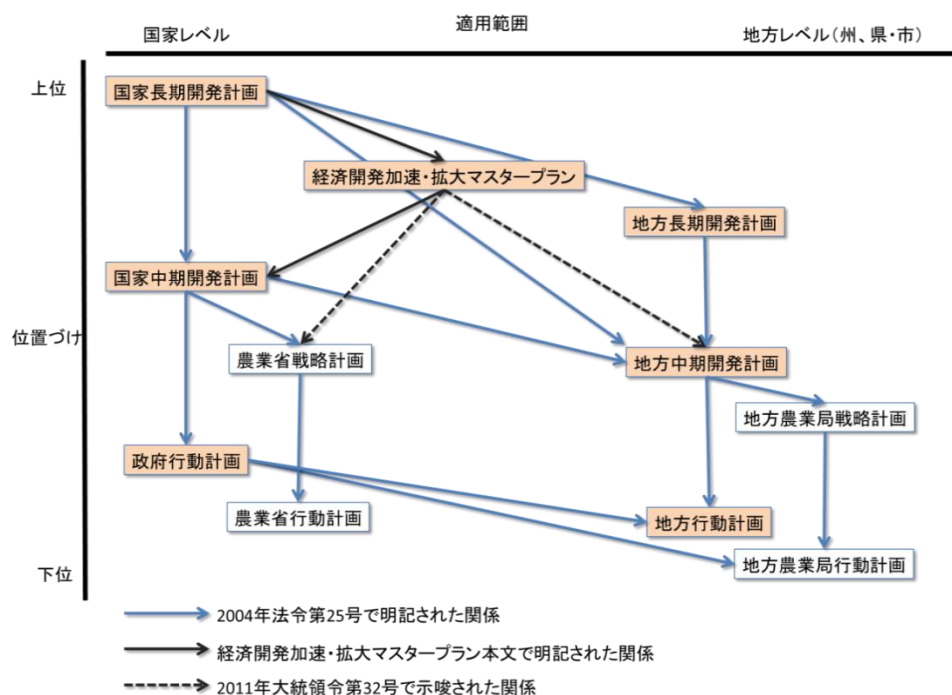 適用範囲
国家レベル
地方レベル(州、県・市)
上位
国家長期開発計画
経済開発加速・拡大マスタープラン
地方長期開発計画
国家中期開発計画
位置づけ
農業省戦略計画
地方中期開発計画
地方農業局戦略計画
政府行動計画
農業省行動計画
地方行動計画
地方農業局行動計画
下位
2004年法令第25号で明記された関係
経済開発加速・拡大マスタープラン本文で明記された関係
2011年大統領令第32号で示唆された関係